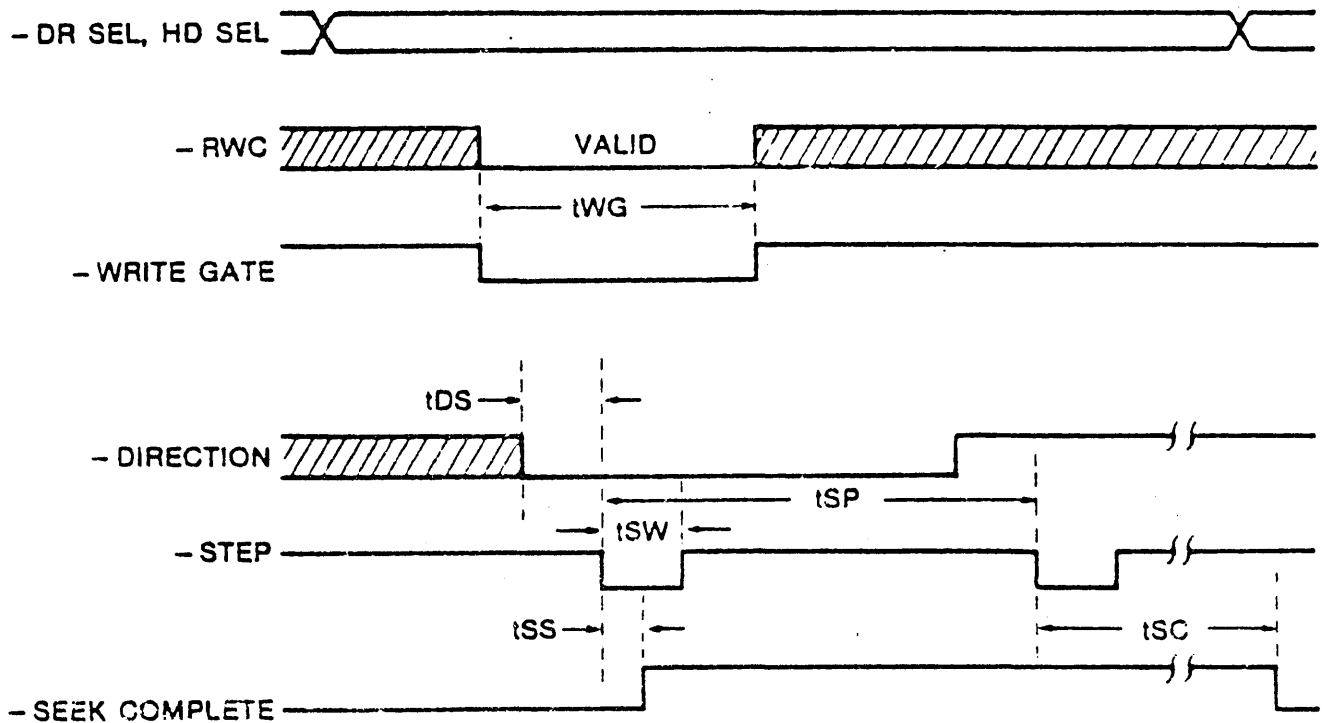 – DR SEL, HD SEL
– RWC
VALID
tWG
– WRITE GATE
tDS
– DIRECTION
tSP
tSW
– STEP
tSS
tSC
– SEEK COMPLETE